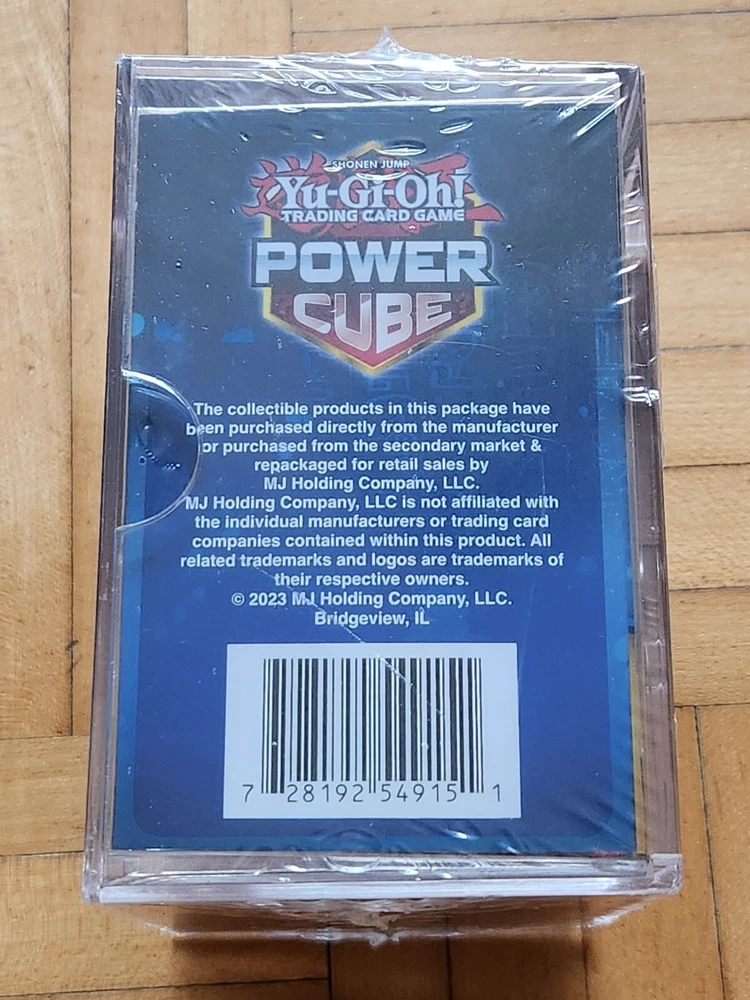 SHONEN JUMP
Yu-Gi-Oh!
TRADING CARD GAME
POWER
CUBE
The collectible products in this package have
been purchased directly from the manufacturer
or purchased from the secondary market &
repackaged for retail sales by
MJ Holding Company, LLC.
MJ Holding Company, LLC is not affiliated with
the individual manufacturers or trading card
companies contained within this product. All
related trademarks and logos are trademarks of
their respective owners.
© 2023 MJ Holding Company, LLC.
Bridgeview, IL
7 28192 54915 1